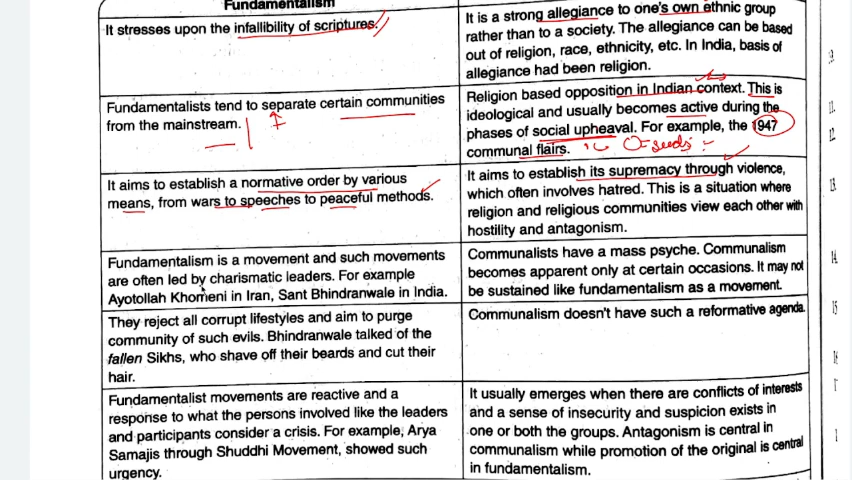 Fundamentalism
It stresses upon the infallibility of scriptures.
Fundamentalists tend to separate certain communities
from the mainstream.
It aims to establish a normative order by various
means, from wars to speeches to peaceful methods.
Fundamentalism is a movement and such movements
are often led by charismatic leaders. For example
Ayotollah Khomeni in Iran, Sant Bhindranwale in India.
They reject all corrupt lifestyles and aim to purge
community of such evils. Bhindranwale talked of the
fallen Sikhs, who shave off their beards and cut their
hair.
Fundamentalist movements are reactive and a
response to what the persons involved like the leaders
and participants consider a crisis. For example, Arya
Samajis through Shuddhi Movement, showed such
urgency.
It is a strong allegiance to one's own ethnic group
rather than to a society. The allegiance can be based
out of religion, race, ethnicity, etc. In India, basis of
allegiance had been religion.
Religion based opposition in Indian context. This is
ideological and usually becomes active during the
phases of social upheaval. For example, the 1947
communal flairs.
It aims to establish its supremacy through violence,
which often involves hatred. This is a situation where
religion and religious communities view each other with
hostility and antagonism.
Communalists have a mass psyche. Communalism
becomes apparent only at certain occasions. It may not
be sustained like fundamentalism as a movement.
Communalism doesn't have such a reformative agenda.
It usually emerges when there are conflicts of interests
and a sense of insecurity and suspicion exists in
one or both the groups. Antagonism is central in
communalism while promotion of the original is central
in fundamentalism.
11.
12.
13.
14.
15